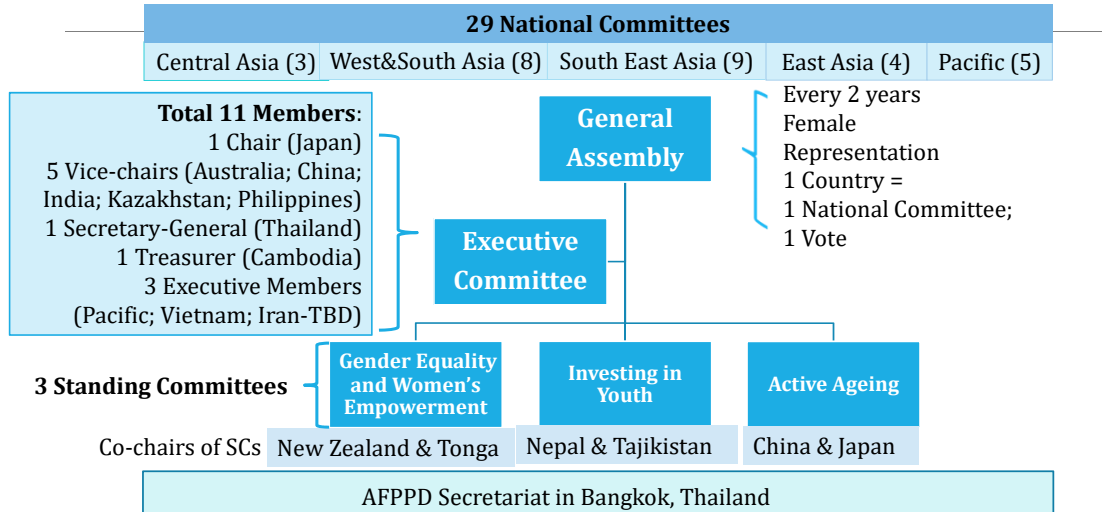 29 National Committees
Central Asia (3)
West&South Asia (8)
South East Asia (9)
East Asia (4)
Pacific (5)
Total 11 Members:
1 Chair (Japan)
5 Vice-chairs (Australia; China;
India; Kazakhstan; Philippines)
1 Secretary-General (Thailand)
1 Treasurer (Cambodia)
3 Executive Members
(Pacific; Vietnam; Iran-TBD)
General
Assembly
Every 2 years
Female
Representation
1 Country =
1 National Committee;
1 Vote
Executive
Committee
3 Standing Committees
Gender Equality
and Women's
Empowerment
Investing in
Youth
Active Ageing
Co-chairs of SCs
New Zealand & Tonga
Nepal & Tajikistan
China & Japan
AFPPD Secretariat in Bangkok, Thailand